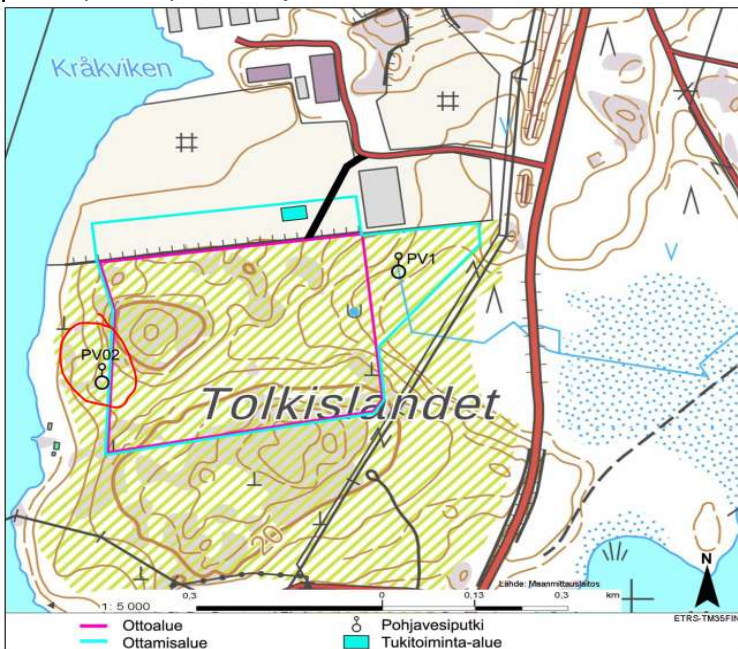 Kråkviken
PV1
PV02
Tolkislandet
20
N
Lähde: Maanmittauslaitos
1: 5 000
0,3
0
0,13
0,3
km
ETRS-TM35FIN
Ottoalue
Pohjavesiputki
Ottamisalue
Tukitoiminta-alue